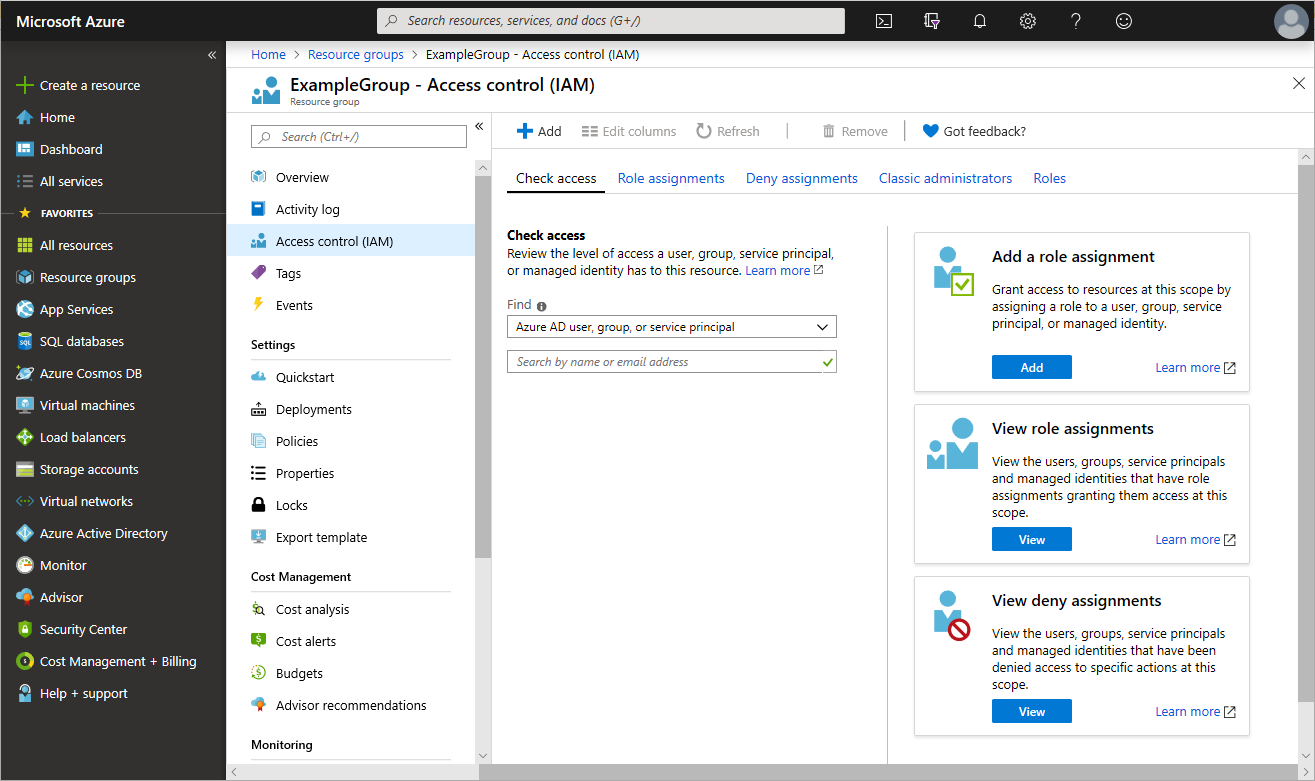 Microsoft Azure
Search resources, services, and docs (G+/)
«
Create a resource
Home
Dashboard
All services
FAVORITES
All resources
Resource groups
App Services
SQL databases
Azure Cosmos DB
Virtual machines
Load balancers
Storage accounts
Virtual networks
Azure Active Directory
Monitor
Advisor
Security Center
Cost Management + Billing
Help + support
Home > Resource groups > ExampleGroup - Access control (IAM)
ExampleGroup - Access control (IAM)
Resource group
Search (Ctrl+/)
«
Overview
Activity log
Access control (IAM)
Tags
Events
Settings
Quickstart
Deployments
Policies
Properties
Locks
Export template
Cost Management
Cost analysis
Cost alerts
Budgets
Advisor recommendations
Monitoring
Add
Edit columns
Refresh
Remove
Got feedback?
Check access
Role assignments
Deny assignments
Classic administrators
Roles
Check access
Review the level of access a user, group, service principal,
or managed identity has to this resource. Learn more
Find
Azure AD user, group, or service principal
Search by name or email address
Add a role assignment
Grant access to resources at this scope by
assigning a role to a user, group, service
principal, or managed identity.
Add
Learn more
View role assignments
View the users, groups, service principals
and managed identities that have role
assignments granting them access at this
scope.
View
Learn more
View deny assignments
View the users, groups, service principals
and managed identities that have been
denied access to specific actions at this
scope.
View
Learn more